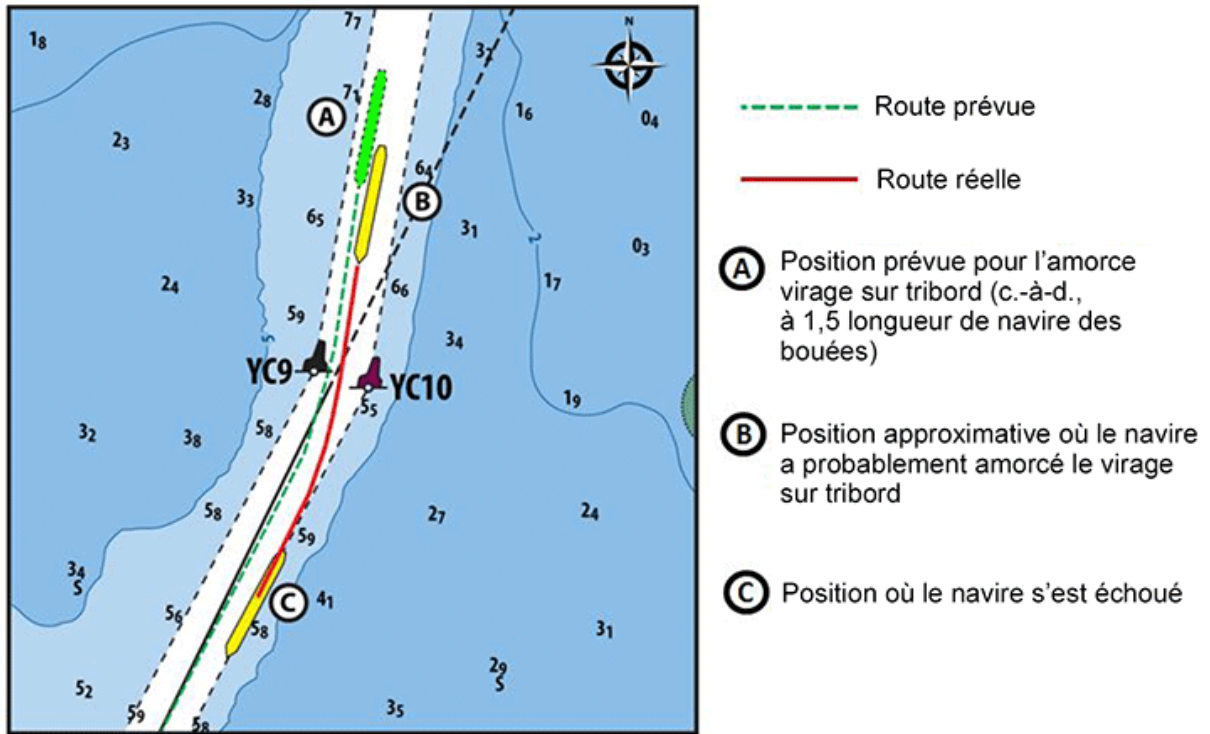 N
7₇
3₂
1₈
2₈
7₁
A
1₆
0₄
2₃
6₄
3₃
B
6₅
3₁
0₃
2
1₇
2₄
6₆
5₉
3₄
5
YC9
YC10
1₉
5₅
3₂
3₈
5₈
5₈
2₇
2₄
5₉
3₄
S
C
4₁
5₆
5₈
3₁
2₉
S
5₂
5₉
5₈
3₅
Route prévue
Route réelle
A Position prévue pour l'amorce
virage sur tribord (c.-à-d.,
à 1,5 longueur de navire des
bouées)
B Position approximative où le navire
a probablement amorcé le virage
sur tribord
C Position où le navire s'est échoué